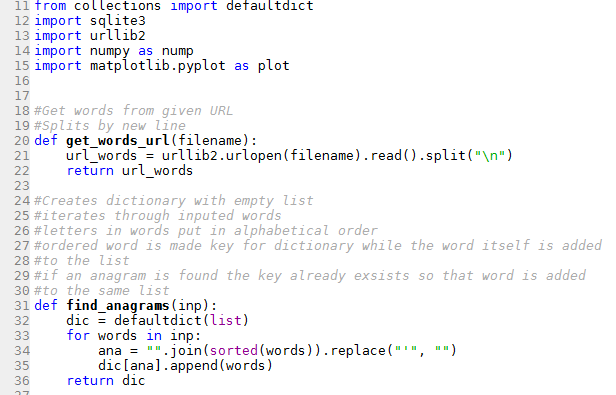 11 from collections import defaultdict
12 import sqlite3
13 import urllib2
14 import numpy as nump
15 import matplotlib.pyplot as plot
16
17
18 #Get words from given URL
19 #Splits by new line
20 def get_words_url(filename):
21     url_words = urllib2.urlopen(filename).read().split("\n")
22     return url_words
23
24 #Creates dictionary with empty list
25 #iterates through inputed words
26 #letters in words put in alphabetical order
27 #ordered word is made key for dictionary while the word itself is added
28 #to the list
29 #if an anagram is found the key already exsists so that word is added
30 #to the same list
31 def find_anagrams(inp):
32     dic = defaultdict(list)
33     for words in inp:
34         ana = "".join(sorted(words)).replace("'", "")
35         dic[ana].append(words)
36     return dic
37